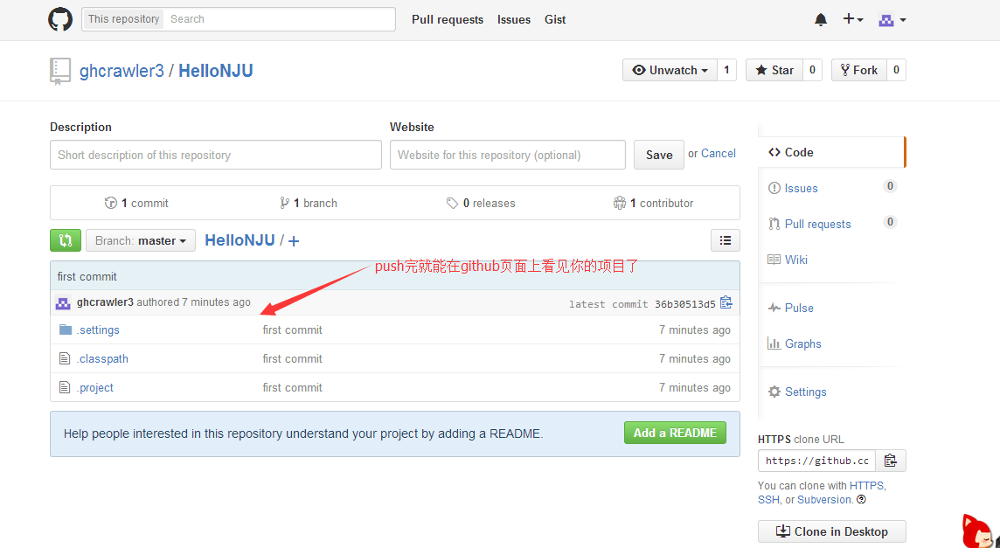 This repository Search Pull requests Issues Gist
ghcrawler3 / HelloNJU Unwatch 1 Star 0 Fork 0
Description Website
Short description of this repository Website for this repository (optional) Save or Cancel
1 commit 1 branch 0 releases 1 contributor
Branch: master HelloNJU / +
push完就能在github页面上看见你的项目了
first commit
ghcrawler3 authored 7 minutes ago latest commit 36b30513d5
.settings first commit 7 minutes ago
.classpath first commit 7 minutes ago
.project first commit 7 minutes ago
Help people interested in this repository understand your project by adding a README. Add a README
Code
Issues 0
Pull requests 0
Wiki
Pulse
Graphs
Settings
HTTPS clone URL
https://github.cc
You can clone with HTTPS,
SSH, or Subversion.
Clone in Desktop